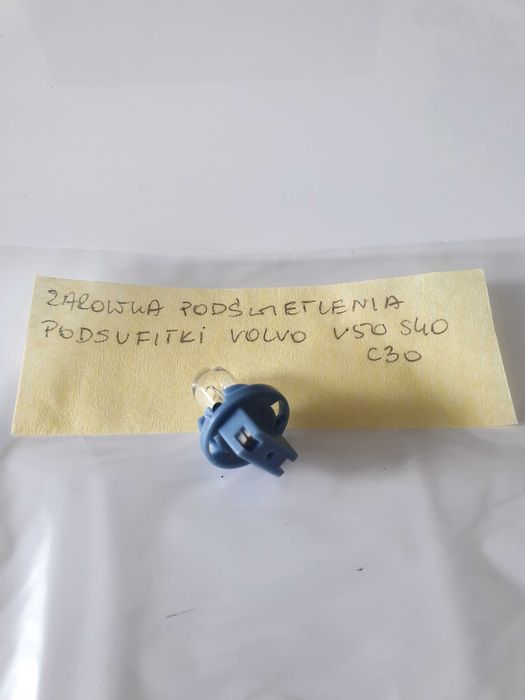 ŻAROWKA PODŚWIETLENIA
PODSUFITKI VOLVO V50 S40
C30